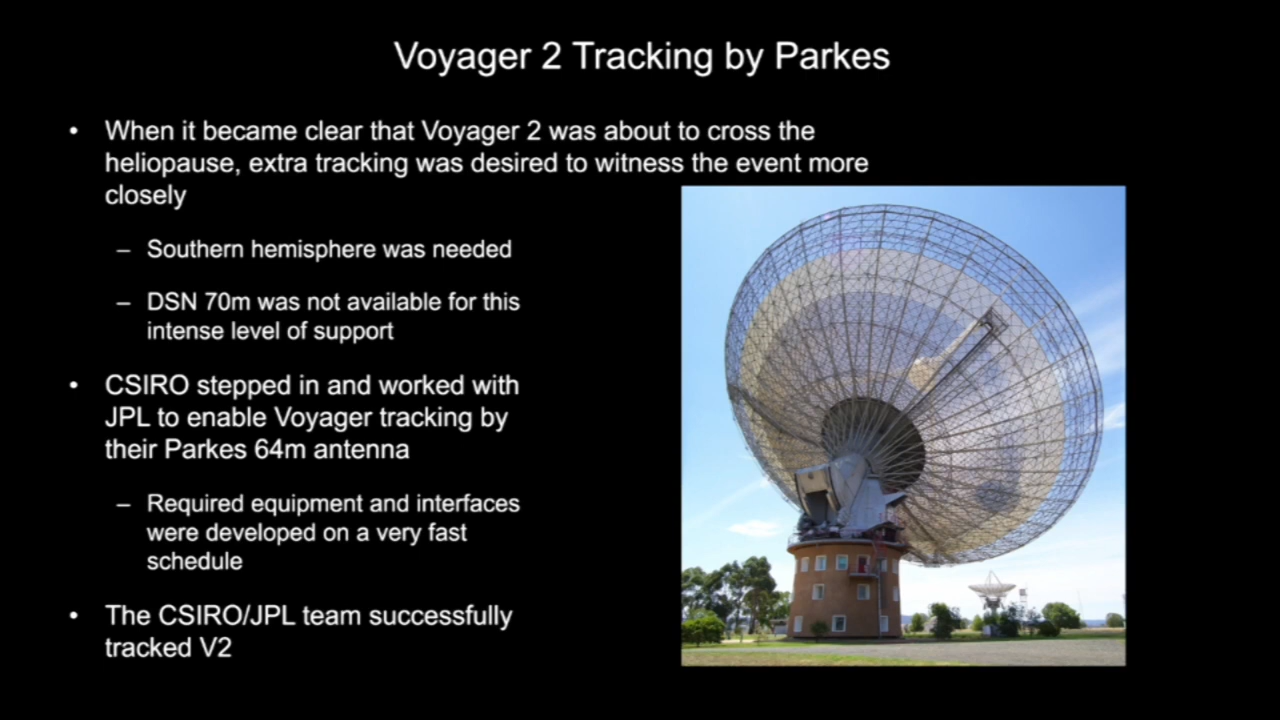 Voyager 2 Tracking by Parkes
• When it became clear that Voyager 2 was about to cross the
heliopause, extra tracking was desired to witness the event more
closely
– Southern hemisphere was needed
– DSN 70m was not available for this
intense level of support
• CSIRO stepped in and worked with
JPL to enable Voyager tracking by
their Parkes 64m antenna
– Required equipment and interfaces
were developed on a very fast
schedule
• The CSIRO/JPL team successfully
tracked V2